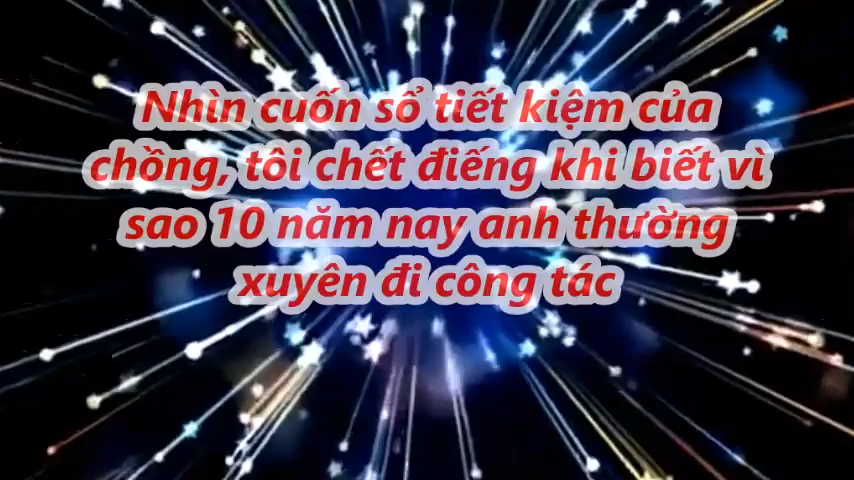 Nhìn cuốn sổ tiết kiệm của
chồng, tôi chết điếng khi biết vì
sao 10 năm nay anh thường
xuyên đi công tác